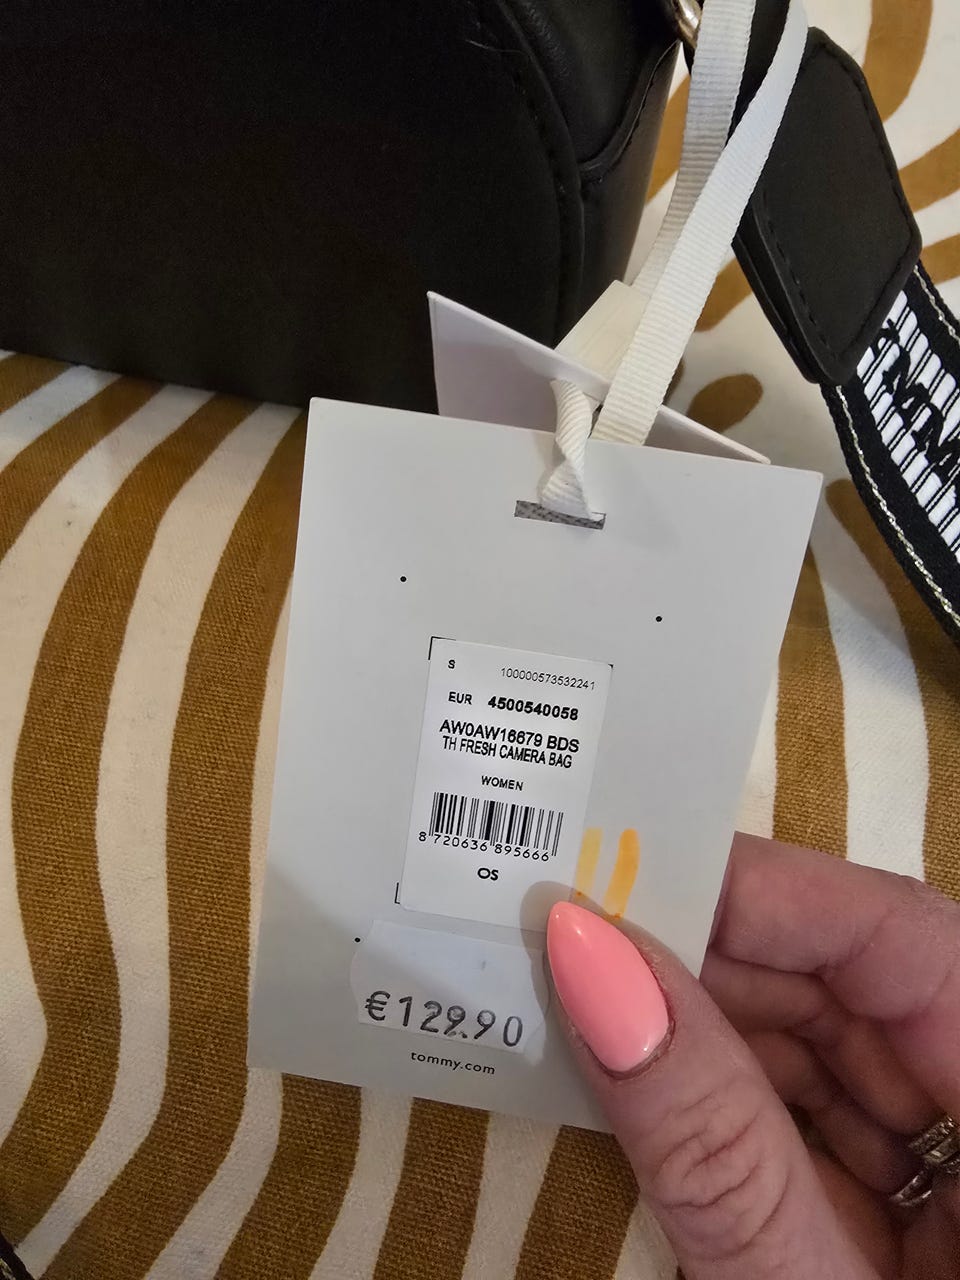 S 100000573532241
EUR 4500540058
AW0AW16679 BDS
TH FRESH CAMERA BAG
WOMEN
8 720636 895666
OS
€129.90
tommy.com